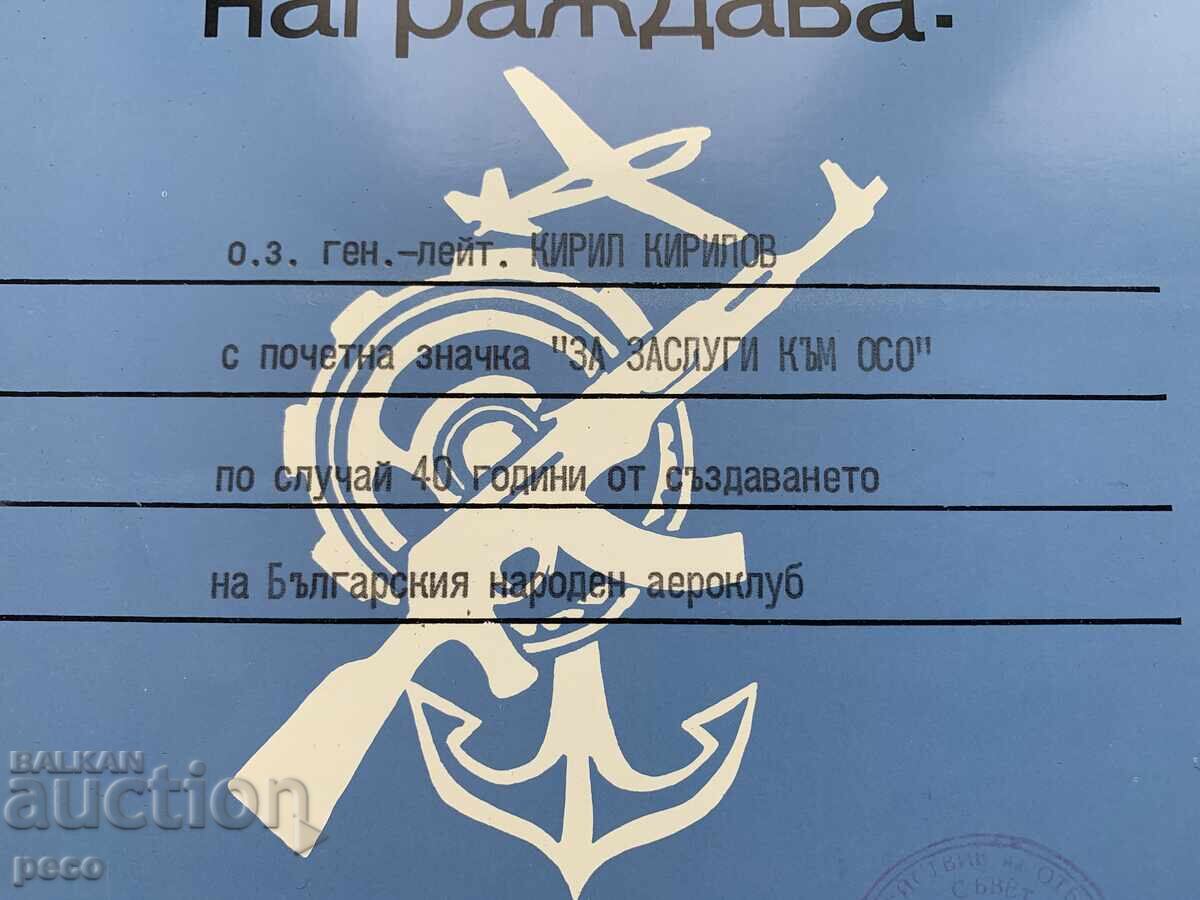 награждава:
о.з. ген.-лейт. КИРИЛ КИРИЛОВ
с почетна значка "ЗА ЗАСЛУГИ КЪМ ОСО"
по случай 40 години от създаването
на Българския народен аероклуб
BALKAN
auction
peco
СЪВЕТ